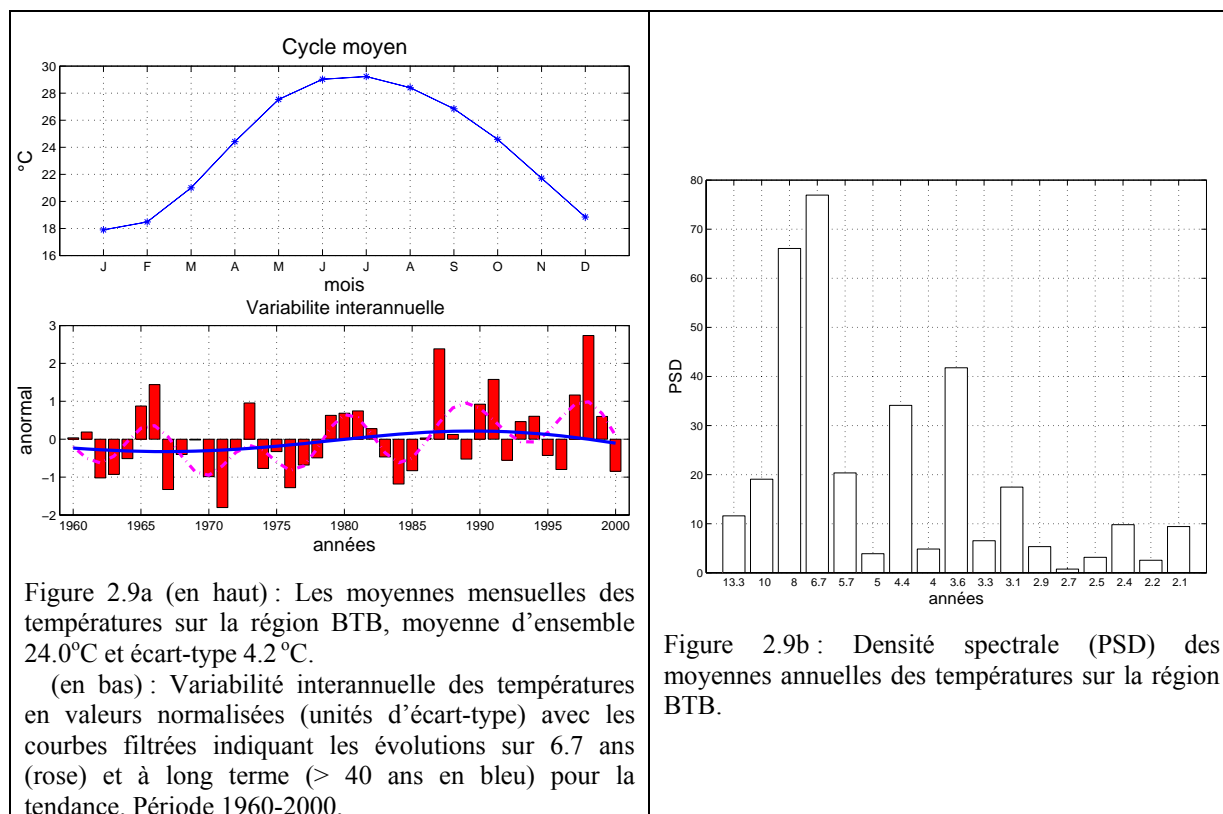 Cycle moyen
30
28
26
24
22
20
18
16
°C
J F M A M J J A S O N D
mois
Variabilite interannuelle
3
2
1
0
−1
−2
anormal
1960 1965 1970 1975 1980 1985 1990 1995 2000
années
Figure 2.9a (en haut) : Les moyennes mensuelles des
températures sur la région BTB, moyenne d’ensemble
24.0°C et écart-type 4.2 °C.
(en bas) : Variabilité interannuelle des températures
en valeurs normalisées (unités d’écart-type) avec les
courbes filtrées indiquant les évolutions sur 6.7 ans
(rose) et à long terme (> 40 ans en bleu) pour la
tendance. Période 1960-2000.
80
70
60
50
40
30
20
10
0
PSD
13.3 10 8 6.7 5.7 5 4.4 4 3.6 3.3 3.1 2.9 2.7 2.5 2.4 2.2 2.1
années
Figure 2.9b : Densité spectrale (PSD) des
moyennes annuelles des températures sur la région
BTB.